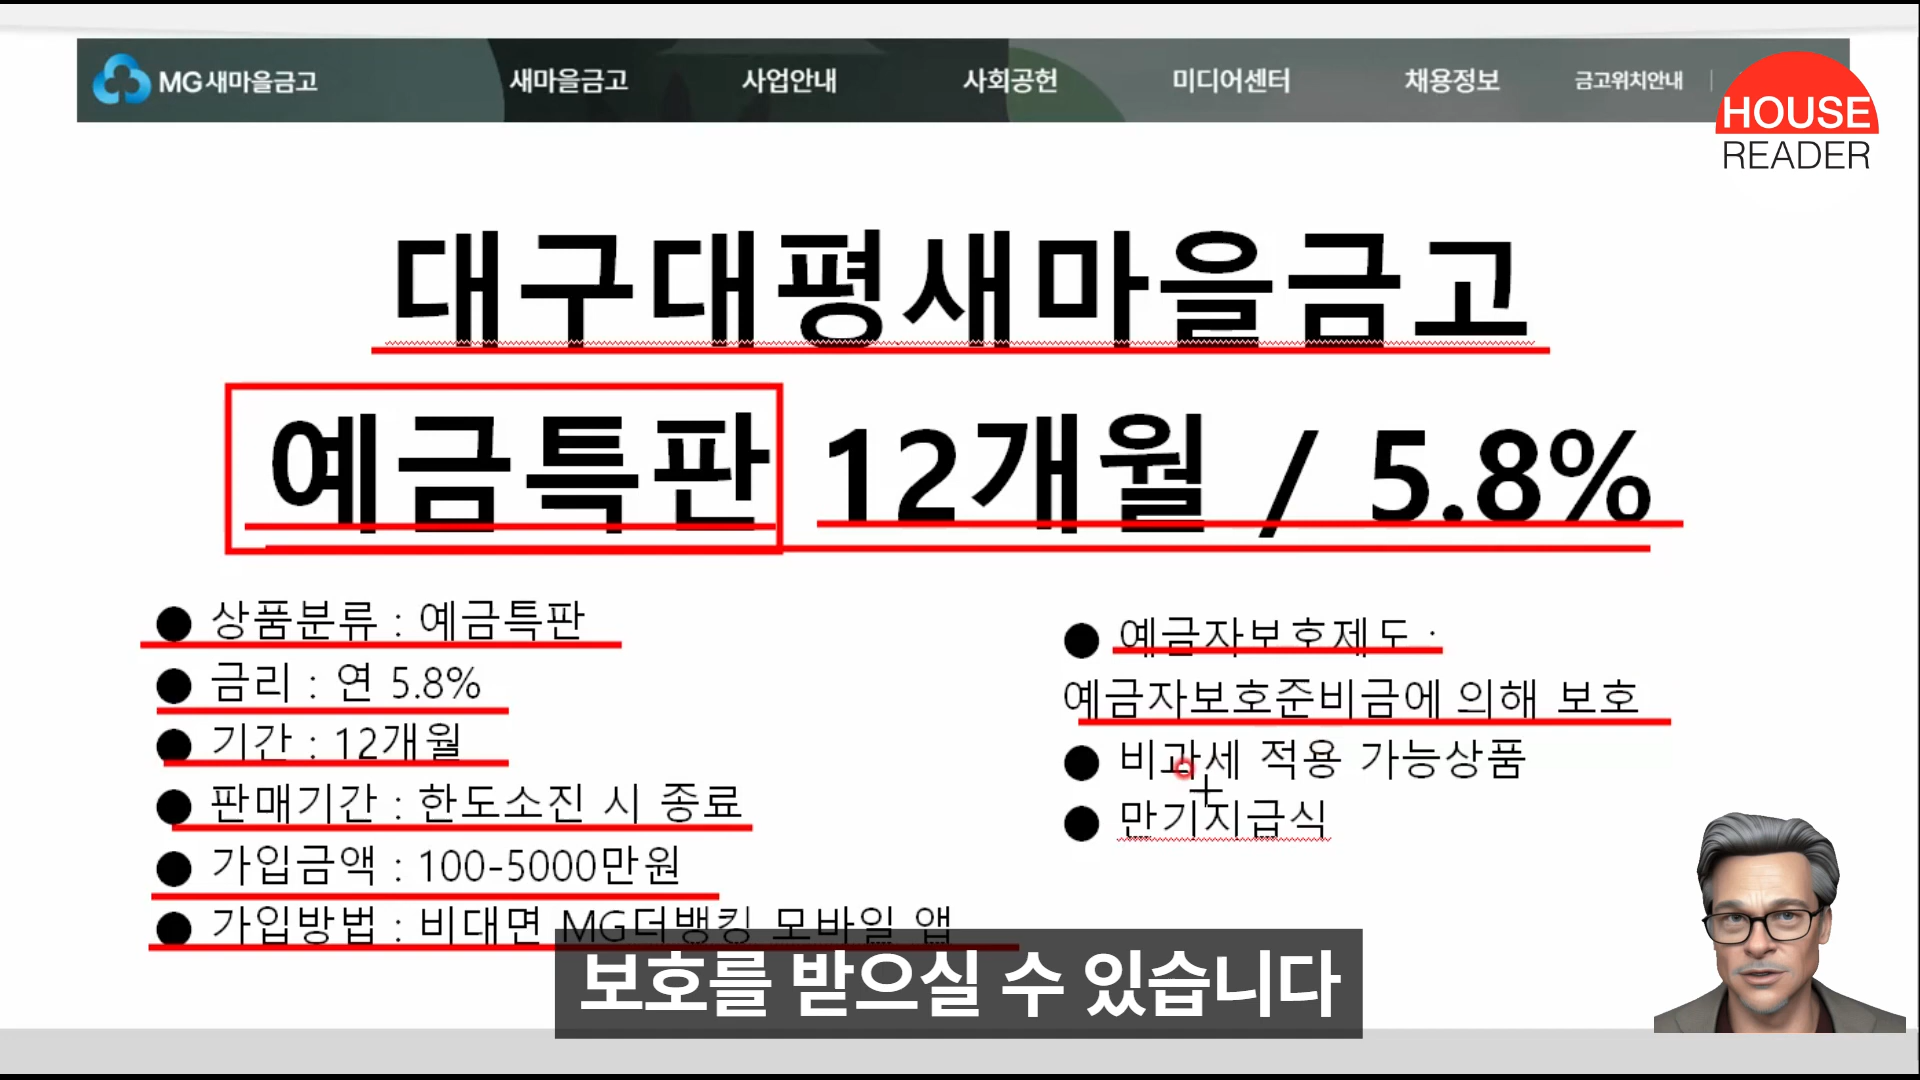 MG새마을금고 새마을금고 사업안내 사회공헌 미디어센터 채용정보 금고위치안내
HOUSE
READER
대구대평새마을금고
예금특판 12개월 / 5.8%
● 상품분류 : 예금특판
● 금리 : 연 5.8%
● 기간 : 12개월
● 판매기간 : 한도소진 시 종료
● 가입금액 : 100-5000만원
● 가입방법 : 비대면 MG더뱅킹 모바일 앱
● 예금자보호제도 :
예금자보호준비금에 의해 보호
● 비과세 적용 가능상품
● 만기지급식
보호를 받으실 수 있습니다